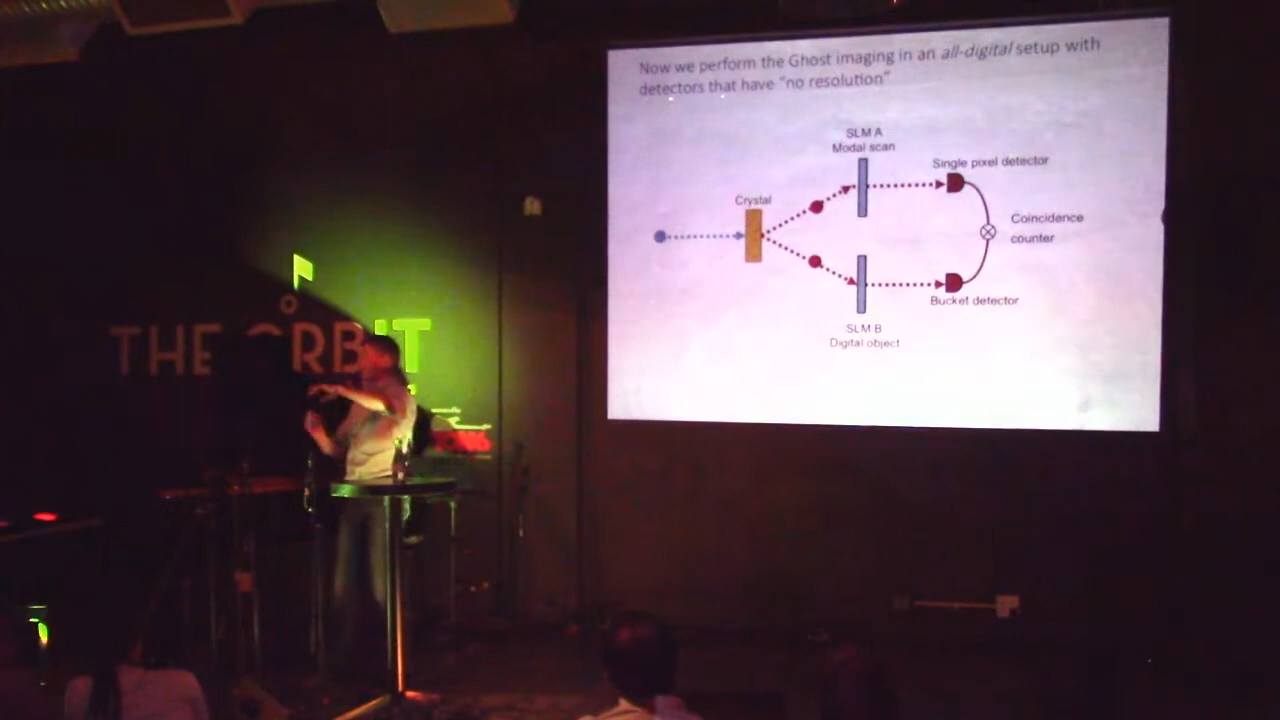 Now we perform the Ghost imaging in an all-digital setup with
detectors that have "no resolution"
SLM A
Modal scan
Single pixel detector
Crystal
Coincidence
counter
Bucket detector
SLM B
Digital object
THE ORBIT